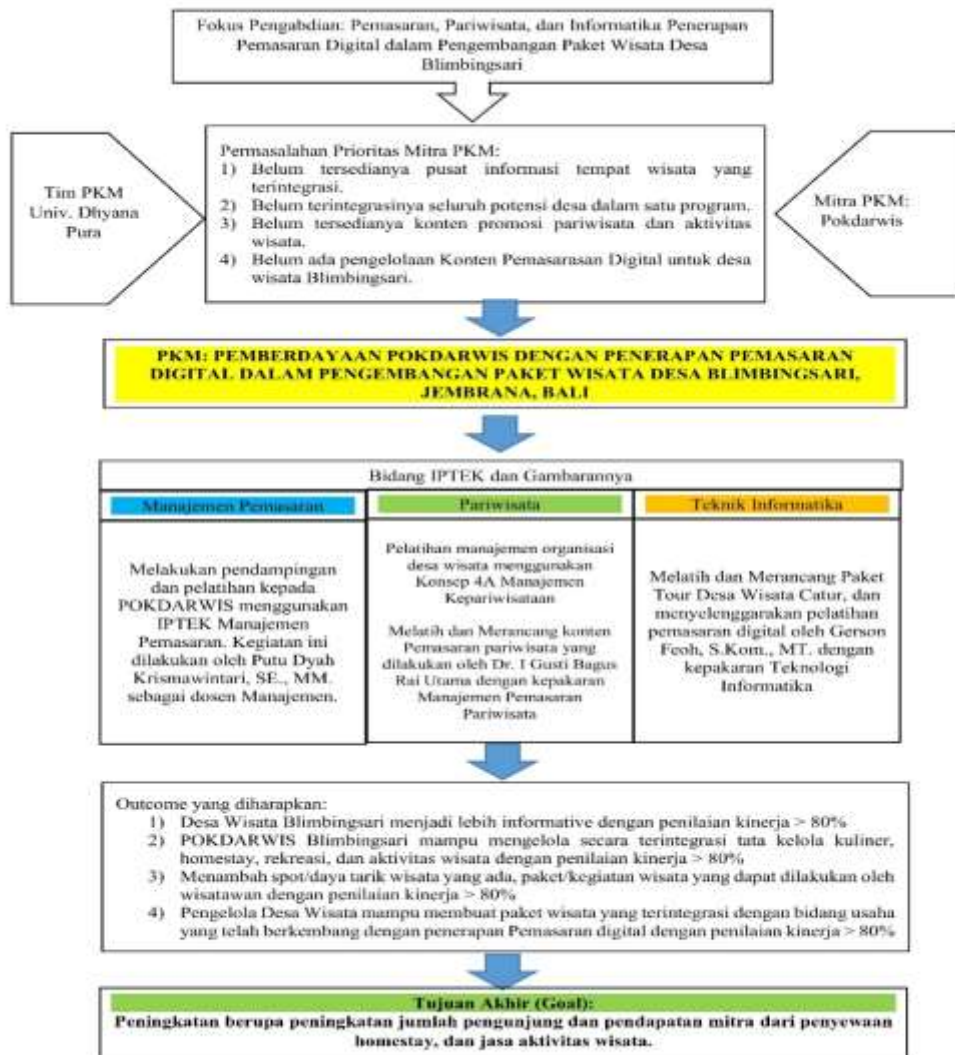 Fokus Pengabdian: Pemasaran, Pariwisata, dan Informatika Penerapan
Pemasaran Digital dalam Pengembangan Paket Wisata Desa
Blimbingsari
Tim PKM
Univ. Dhyana
Pura
Permasalahan Prioritas Mitra PKM:
1) Belum tersedianya pusat informasi tempat wisata yang
terintegrasi.
2) Belum terintegrasinya seluruh potensi desa dalam satu program.
3) Belum tersedianya konten promosi pariwisata dan aktivitas
wisata.
4) Belum ada pengelolaan Konten Pemasarasan Digital untuk desa
wisata Blimbingsari.
Mitra PKM:
Pokdarwis
PKM: PEMBERDAYAAN POKDARWIS DENGAN PENERAPAN PEMASARAN
DIGITAL DALAM PENGEMBANGAN PAKET WISATA DESA BLIMBINGSARI,
JEMBRANA, BALI
Bidang IPTEK dan Gambarannya
Manajemen Pemasaran
Melakukan pendampingan
dan pelatihan kepada
POKDARWIS menggunakan
IPTEK Manajemen
Pemasaran. Kegiatan ini
dilakukan oleh Putu Dyah
Krismawintari, SE., MM.
sebagai dosen Manajemen.
Pariwisata
Pelatihan manajemen organisasi
desa wisata menggunakan
Konsep 4A Manajemen
Kepariwisataan
Melatih dan Merancang konten
Pemasaran pariwisata yang
dilakukan oleh Dr. I Gusti Bagus
Rai Utama dengan kepakaran
Manajemen Pemasaran
Pariwisata
Teknik Informatika
Melatih dan Merancang Paket
Tour Desa Wisata Catur, dan
menyelenggarakan pelatihan
pemasaran digital oleh Gerson
Feoh, S.Kom., MT. dengan
kepakaran Teknologi
Informatika
Outcome yang diharapkan:
1) Desa Wisata Blimbingsari menjadi lebih informative dengan penilaian kinerja > 80%
2) POKDARWIS Blimbingsari mampu mengelola secara terintegrasi tata kelola kuliner,
homestay, rekreasi, dan aktivitas wisata dengan penilaian kinerja > 80%
3) Menambah spot/daya tarik wisata yang ada, paket/kegiatan wisata yang dapat dilakukan oleh
wisatawan dengan penilaian kinerja > 80%
4) Pengelola Desa Wisata mampu membuat paket wisata yang terintegrasi dengan bidang usaha
yang telah berkembang dengan penerapan Pemasaran digital dengan penilaian kinerja > 80%
Tujuan Akhir (Goal):
Peningkatan berupa peningkatan jumlah pengunjung dan pendapatan mitra dari penyewaan
homestay, dan jasa aktivitas wisata.